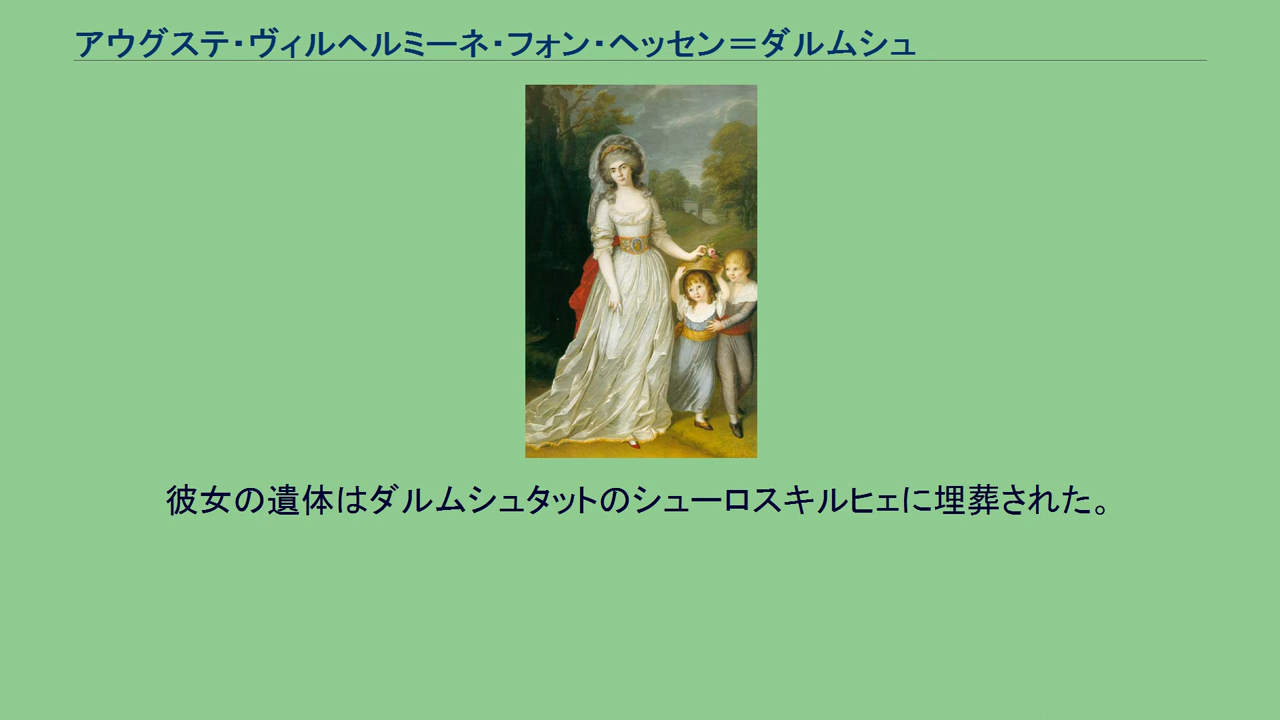 アウグステ・ヴィルヘルミーネ・フォン・ヘッセン＝ダルムシュ
彼女の遺体はダルムシュタットのシューロスキルヒェに埋葬された。